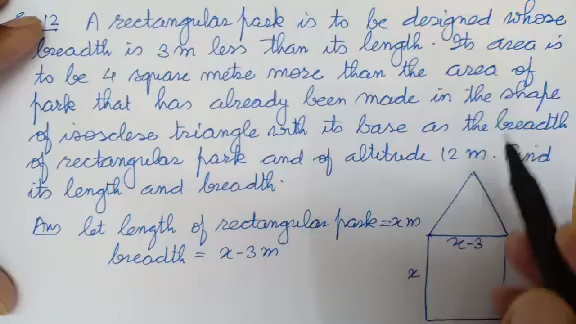 12 A rectangular park is to be designed whose
breadth is 3 m less than its length. Its area is
to be 4 square metre more than the area of
park that has already been made in the shape
of isosclese triangle with its base as the breadth
of rectangular park and of altitude 12 m. Find
its length and breadth.
Ans let length of rectangular park = x m
breadth = x - 3 m
x-3
x